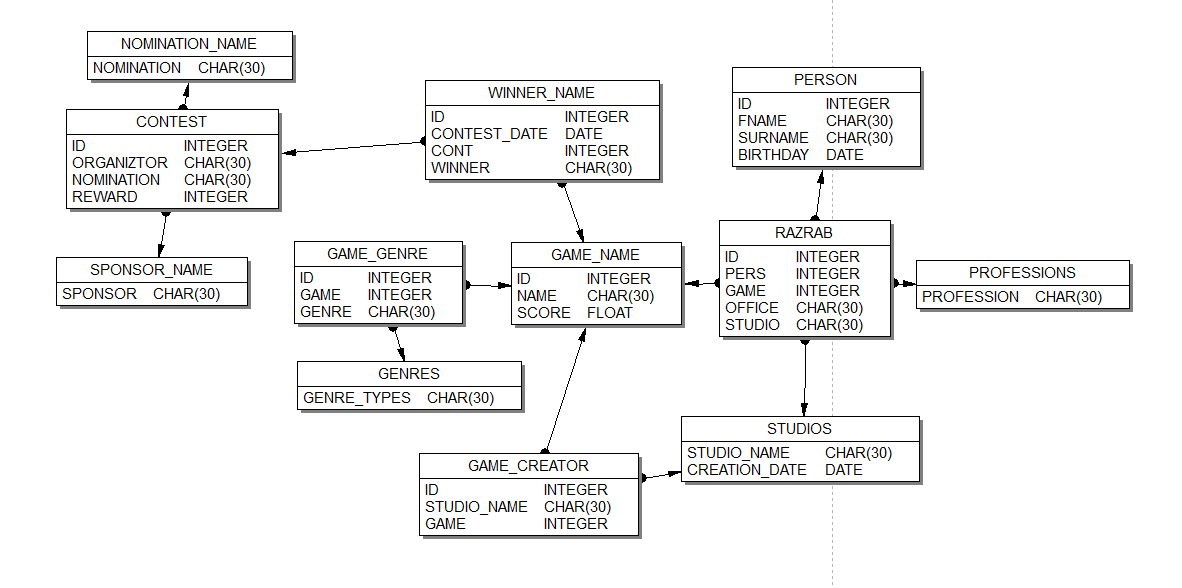 NOMINATION_NAME
NOMINATION CHAR(30)
CONTEST
ID INTEGER
ORGANIZTOR CHAR(30)
NOMINATION CHAR(30)
REWARD INTEGER
SPONSOR_NAME
SPONSOR CHAR(30)
WINNER_NAME
ID INTEGER
CONTEST_DATE DATE
CONT INTEGER
WINNER CHAR(30)
GAME_GENRE
ID INTEGER
GAME INTEGER
GENRE CHAR(30)
GENRES
GENRE_TYPES CHAR(30)
GAME_NAME
ID INTEGER
NAME CHAR(30)
SCORE FLOAT
GAME_CREATOR
ID INTEGER
STUDIO_NAME CHAR(30)
GAME INTEGER
PERSON
ID INTEGER
FNAME CHAR(30)
SURNAME CHAR(30)
BIRTHDAY DATE
RAZRAB
ID INTEGER
PERS INTEGER
GAME INTEGER
OFFICE CHAR(30)
STUDIO CHAR(30)
PROFESSIONS
PROFESSION CHAR(30)
STUDIOS
STUDIO_NAME CHAR(30)
CREATION_DATE DATE